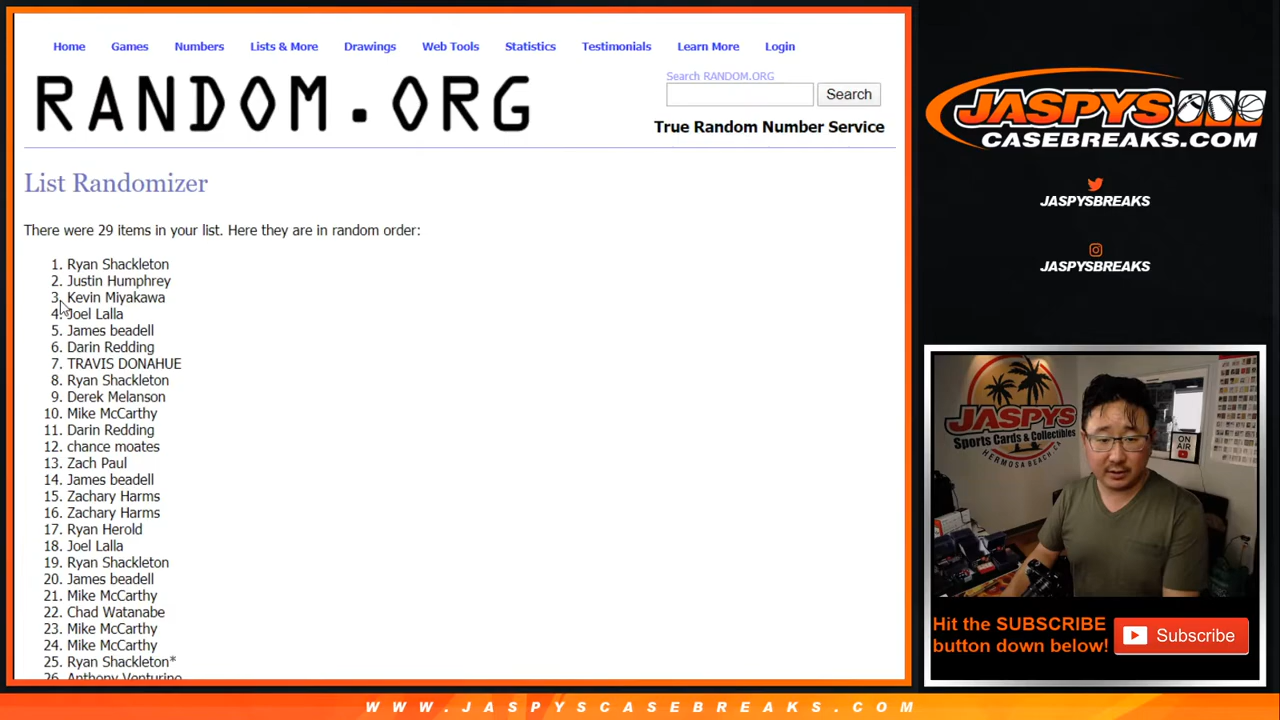 Home Games Numbers Lists & More Drawings Web Tools Statistics Testimonials Learn More Login
RANDOM.ORG
Search RANDOM.ORG
Search
True Random Number Service
List Randomizer
There were 29 items in your list. Here they are in random order:
1. Ryan Shackleton
2. Justin Humphrey
3. Kevin Miyakawa
4. Joel Lalla
5. James beadell
6. Darin Redding
7. TRAVIS DONAHUE
8. Ryan Shackleton
9. Derek Melanson
10. Mike McCarthy
11. Darin Redding
12. chance moates
13. Zach Paul
14. James beadell
15. Zachary Harms
16. Zachary Harms
17. Ryan Herold
18. Joel Lalla
19. Ryan Shackleton
20. James beadell
21. Mike McCarthy
22. Chad Watanabe
23. Mike McCarthy
24. Mike McCarthy
25. Ryan Shackleton*
26. Anthony Venturino
JASPYS
CASEBREAKS.COM
JASPYSBREAKS
JASPYSBREAKS
JASPYS
Sports Cards & Collectibles
HERMOSA BEACH CA
ON
AIR
Hit the SUBSCRIBE
button down below!
Subscribe
WWW.JASPYSCASEBREAKS.COM